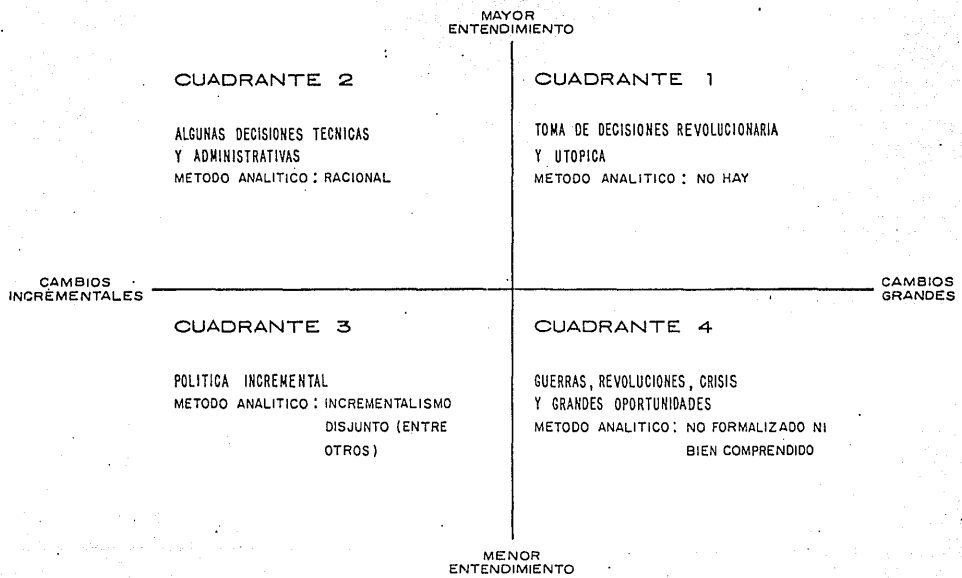 MAYOR
ENTENDIMIENTO
CUADRANTE 2
ALGUNAS DECISIONES TECNICAS
Y ADMINISTRATIVAS
METODO ANALITICO : RACIONAL
CUADRANTE 1
TOMA DE DECISIONES REVOLUCIONARIA
Y UTOPICA
METODO ANALITICO : NO HAY
CAMBIOS
INCREMENTALES
CAMBIOS
GRANDES
CUADRANTE 3
POLITICA INCREMENTAL
METODO ANALITICO : INCREMENTALISMO
DISJUNTO (ENTRE
OTROS)
CUADRANTE 4
GUERRAS, REVOLUCIONES, CRISIS
Y GRANDES OPORTUNIDADES
METODO ANALITICO : NO FORMALIZADO NI
BIEN COMPRENDIDO
MENOR
ENTENDIMIENTO